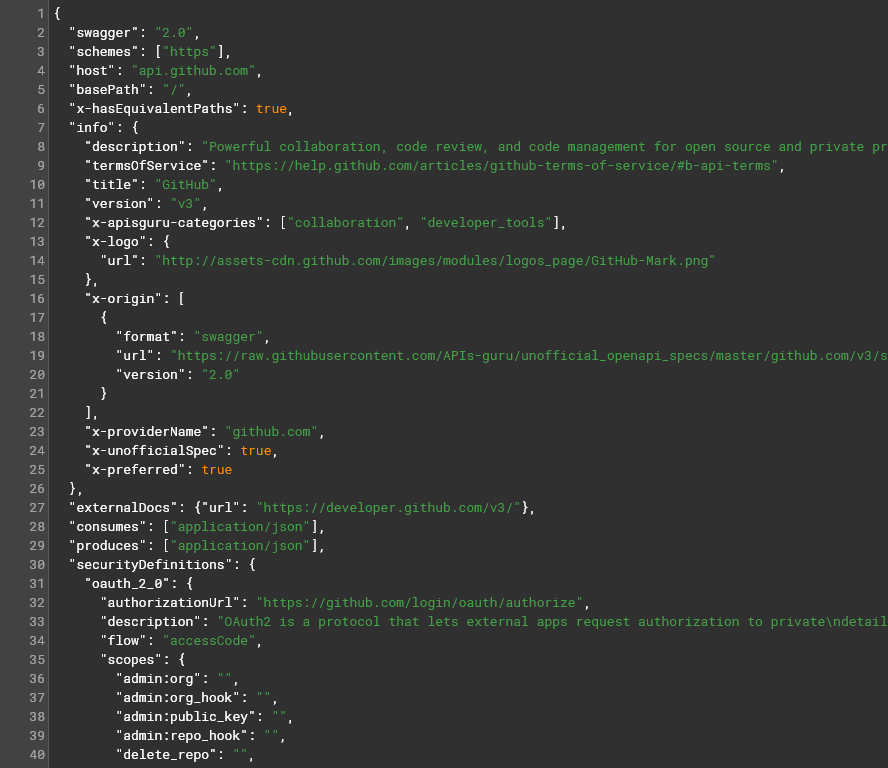 1 {
2 "swagger": "2.0",
3 "schemes": ["https"],
4 "host": "api.github.com",
5 "basePath": "/",
6 "x-hasEquivalentPaths": true,
7 "info": {
8 "description": "Powerful collaboration, code review, and code management for open source and private pr
9 "termsOfService": "https://help.github.com/articles/github-terms-of-service/#b-api-terms",
10 "title": "GitHub",
11 "version": "v3",
12 "x-apisguru-categories": ["collaboration", "developer_tools"],
13 "x-logo": {
14 "url": "http://assets-cdn.github.com/images/modules/logos_page/GitHub-Mark.png"
15 },
16 "x-origin": [
17 {
18 "format": "swagger",
19 "url": "https://raw.githubusercontent.com/APIs-guru/unofficial_openapi_specs/master/github.com/v3/s
20 "version": "2.0"
21 }
22 ],
23 "x-providerName": "github.com",
24 "x-unofficialSpec": true,
25 "x-preferred": true
26 },
27 "externalDocs": {"url": "https://developer.github.com/v3/"},
28 "consumes": ["application/json"],
29 "produces": ["application/json"],
30 "securityDefinitions": {
31 "oauth_2_0": {
32 "authorizationUrl": "https://github.com/login/oauth/authorize",
33 "description": "OAuth2 is a protocol that lets external apps request authorization to private\ndetail
34 "flow": "accessCode",
35 "scopes": {
36 "admin:org": "",
37 "admin:org_hook": "",
38 "admin:public_key": "",
39 "admin:repo_hook": "",
40 "delete_repo": "",